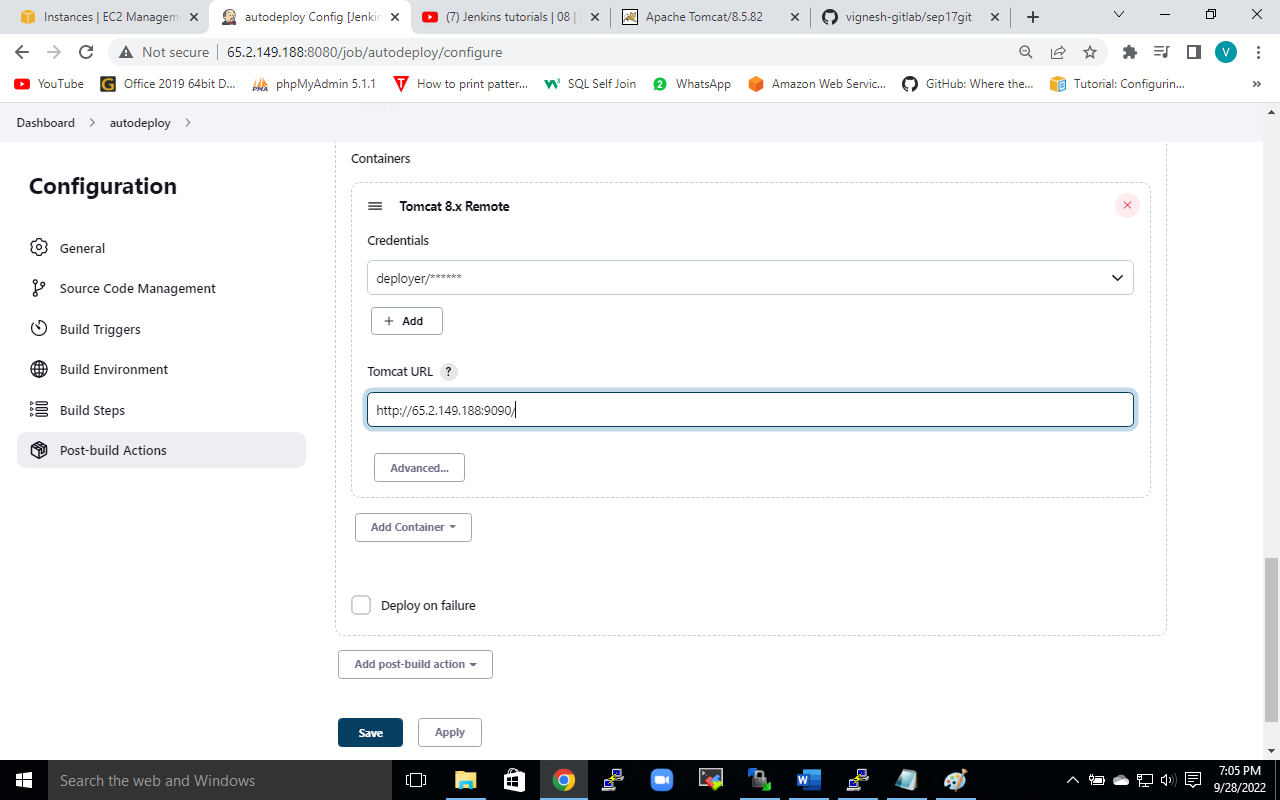 Instances | EC2 Managem
autodeploy Config [Jenkin
(7) Jenkins tutorials | 08 |
Apache Tomcat/8.5.82
vignesh-gitlab/sep17git
Not secure
65.2.149.188:8080/job/autodeploy/configure
V
YouTube
Office 2019 64bit D...
phpMyAdmin 5.1.1
How to print patter...
SQL Self Join
WhatsApp
Amazon Web Servic...
GitHub: Where the...
Tutorial: Configurin...
»
Dashboard
autodeploy
Configuration
General
Source Code Management
Build Triggers
Build Environment
Build Steps
Post-build Actions
Containers
Tomcat 8.x Remote
Credentials
deployer/******
+ Add
Tomcat URL ?
http://65.2.149.188:9090/
Advanced...
Add Container
Deploy on failure
Add post-build action
Save
Apply
Search the web and Windows
7:05 PM
9/28/2022